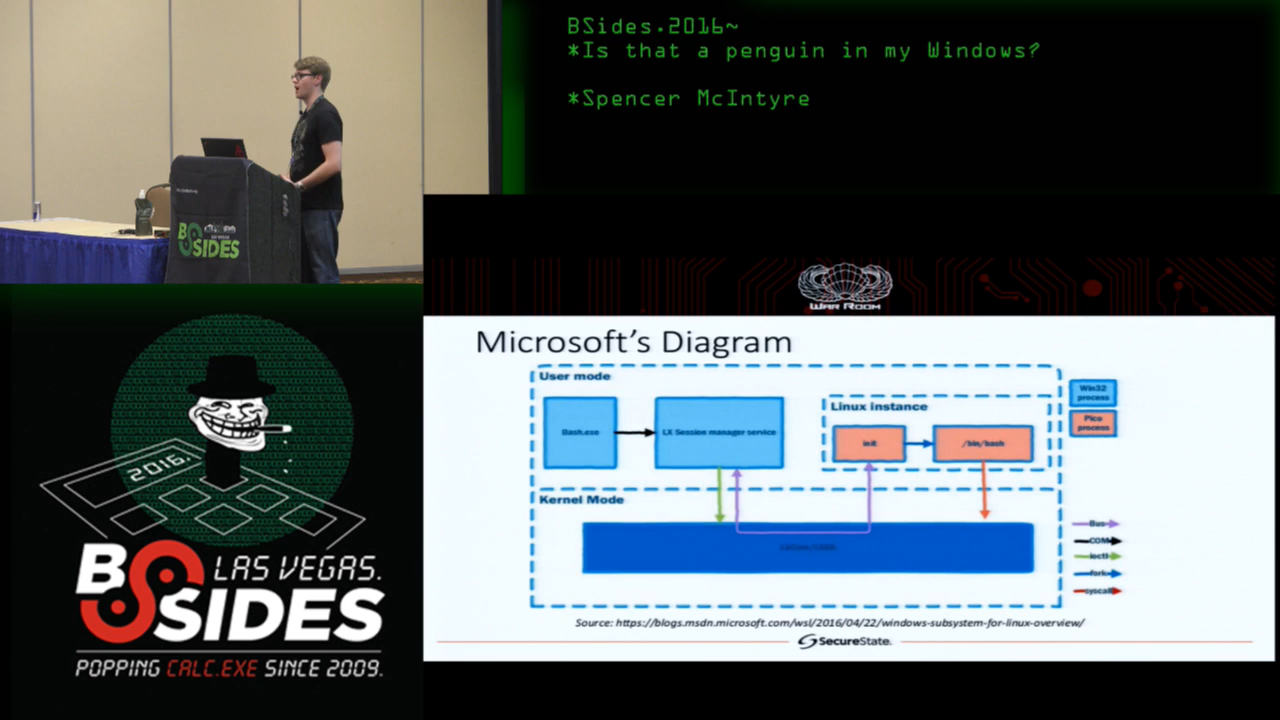 BSides.2016~
*Is that a penguin in my Windows?
*Spencer McIntyre
BSIDES
WAR ROOM
Microsoft's Diagram
User mode
Bash.exe
LX Session manager service
Linux instance
init
/bin/bash
Win32
process
Pico
process
Kernel Mode
Bus
COM
ioctl
fork
syscall
Source: https://blogs.msdn.microsoft.com/wsl/2016/04/22/windows-subsystem-for-linux-overview/
SecureState.
2016.
BSIDES
LAS VEGAS.
POPPING CALC.EXE SINCE 2009.